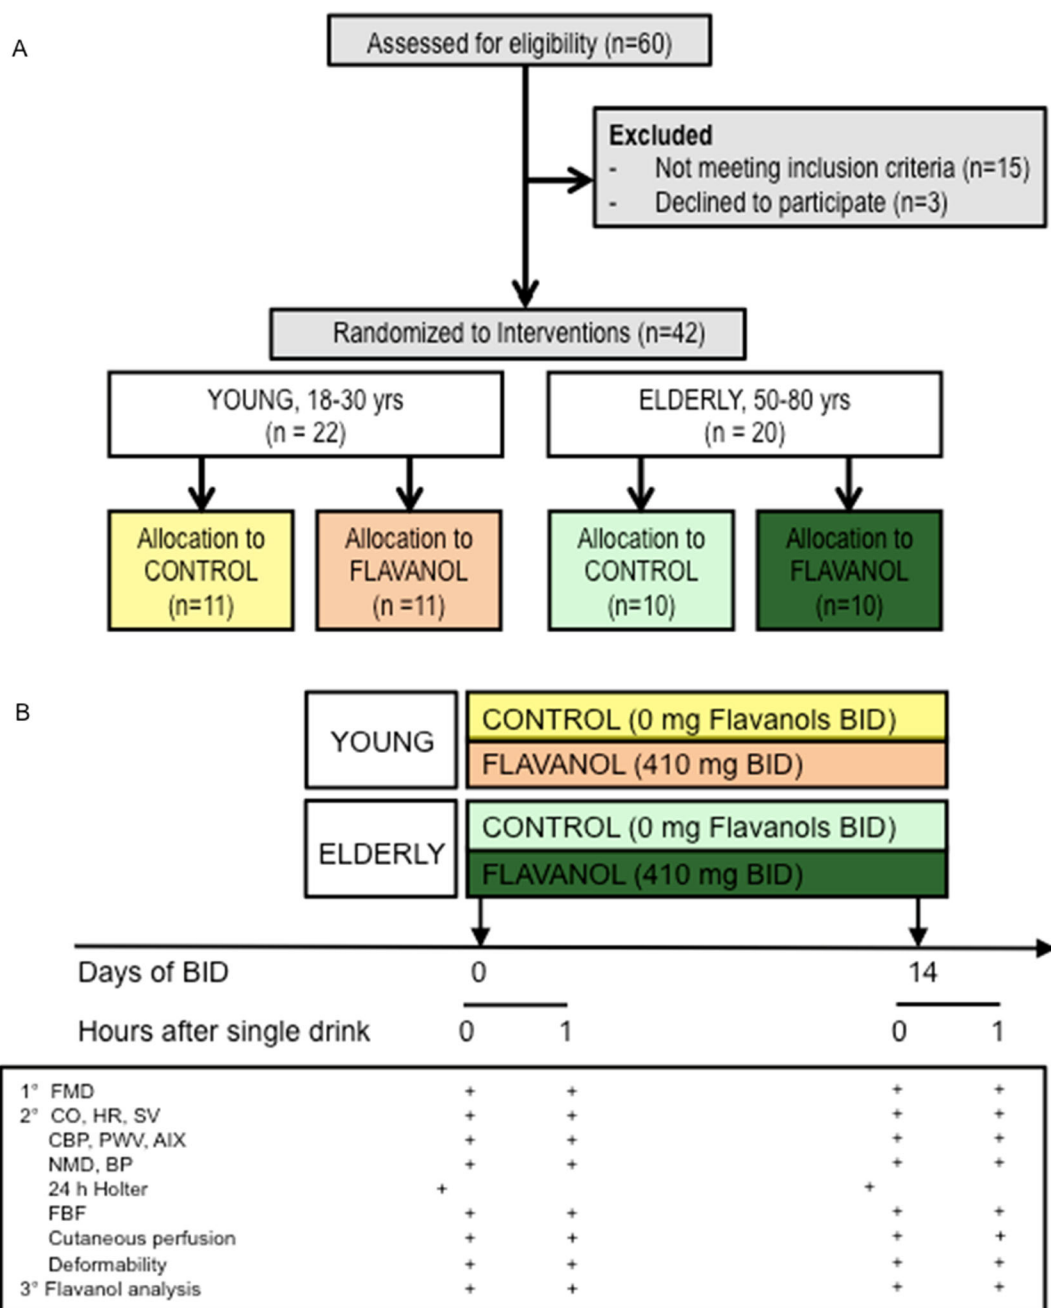 A
Assessed for eligibility (n=60)
Excluded
- Not meeting inclusion criteria (n=15)
- Declined to participate (n=3)
Randomized to Interventions (n=42)
YOUNG, 18-30 yrs
(n = 22)
ELDERLY, 50-80 yrs
(n = 20)
Allocation to
CONTROL
(n=11)
Allocation to
FLAVANOL
(n =11)
Allocation to
CONTROL
(n=10)
Allocation to
FLAVANOL
(n=10)
B
YOUNG
CONTROL (0 mg Flavanols BID)
FLAVANOL (410 mg BID)
ELDERLY
CONTROL (0 mg Flavanols BID)
FLAVANOL (410 mg BID)
Days of BID 0 14
Hours after single drink 0 1 0 1
1° FMD + + + +
2° CO, HR, SV + + + +
CBP, PWV, AIX + + + +
NMD, BP + + + +
24 h Holter + +
FBF + + + +
Cutaneous perfusion + + + +
Deformability + + + +
3° Flavanol analysis + + + +